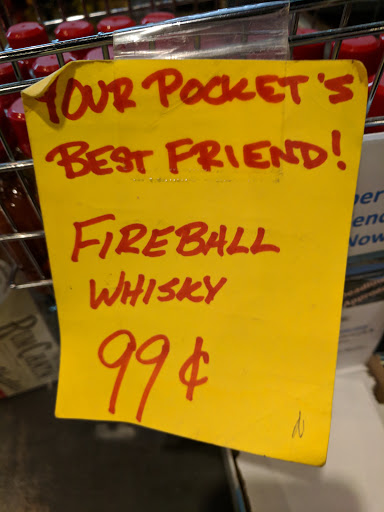 YOUR POCKET'S
BEST FRIEND!
FIREBALL
WHISKY
99¢